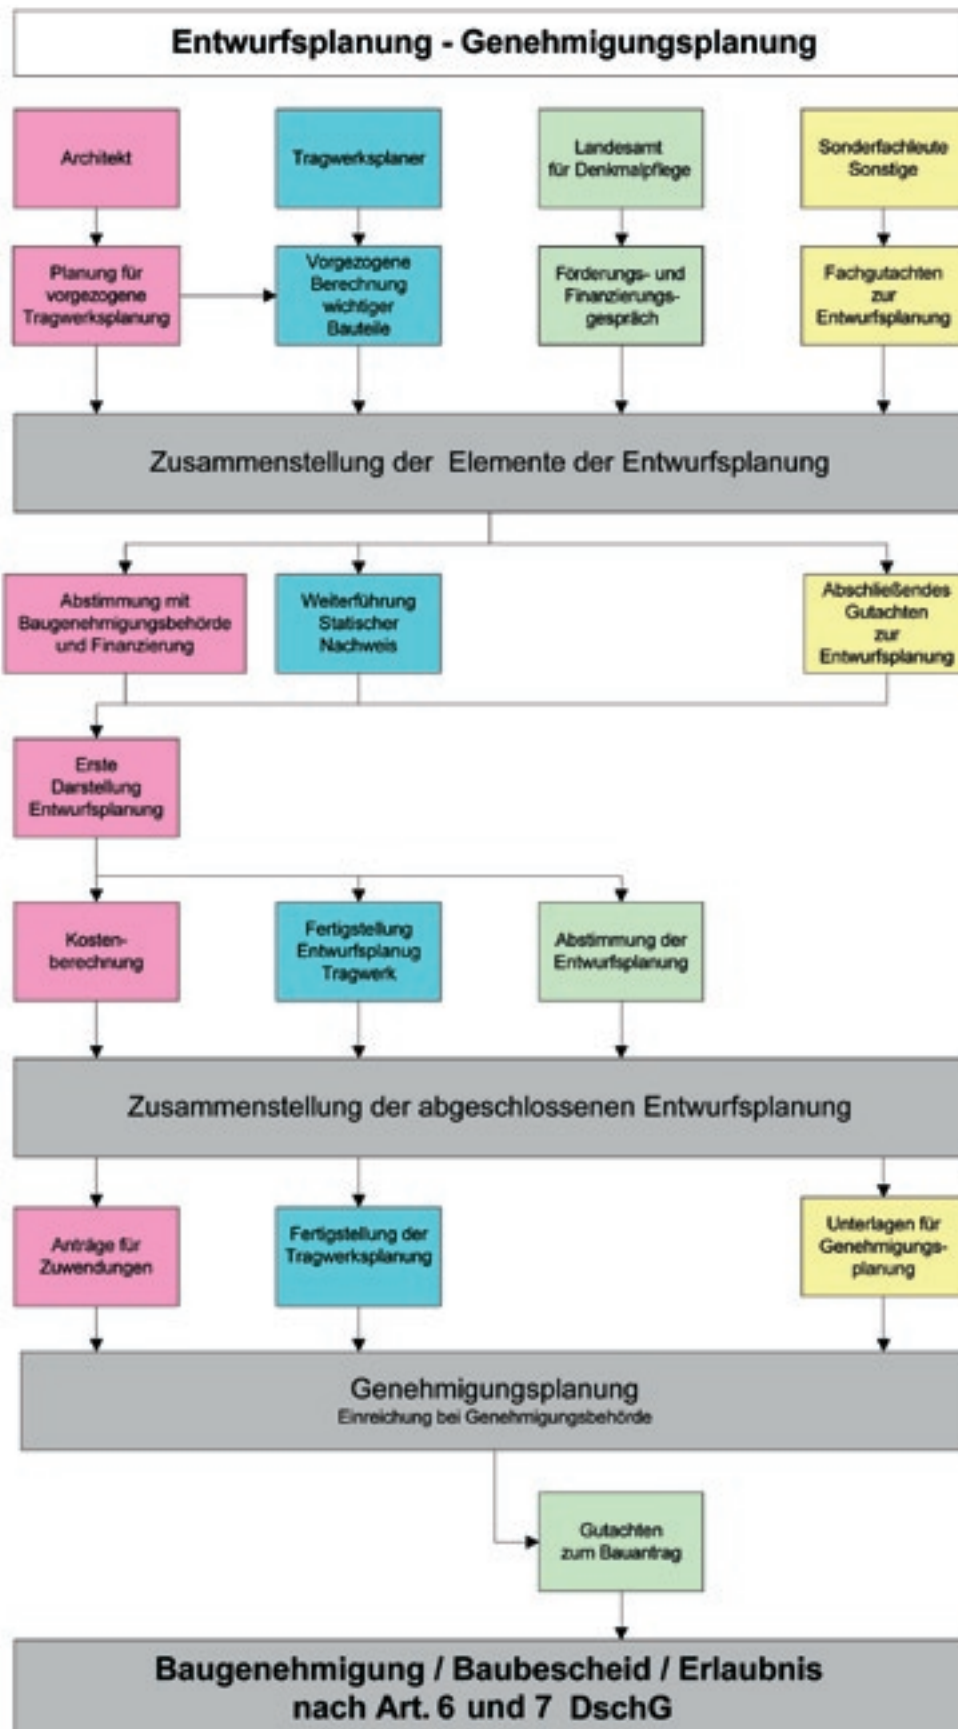 Entwurfsplanung - Genehmigungsplanung
Architekt
Tragwerksplaner
Landesamt
für Denkmalpflege
Sonderfachleute
Sonstige
Planung für
vorgezogene
Tragwerksplanung
Vorgezogene
Berechnung
wichtiger
Bauteile
Förderungs- und
Finanzierungs-
gespräch
Fachgutachten
zur
Entwurfsplanung
Zusammenstellung der Elemente der Entwurfsplanung
Abstimmung mit
Baugenehmigungsbehörde
und Finanzierung
Weiterführung
Statischer
Nachweis
Abschließendes
Gutachten
zur
Entwurfsplanung
Erste
Darstellung
Entwurfsplanung
Kosten-
berechnung
Fertigstellung
Entwurfsplanug
Tragwerk
Abstimmung der
Entwurfsplanung
Zusammenstellung der abgeschlossenen Entwurfsplanung
Anträge für
Zuwendungen
Fertigstellung der
Tragwerksplanung
Unterlagen für
Genehmigungs-
planung
Genehmigungsplanung
Einreichung bei Genehmigungsbehörde
Gutachten
zum Bauantrag
Baugenehmigung / Baubescheid / Erlaubnis
nach Art. 6 und 7 DschG